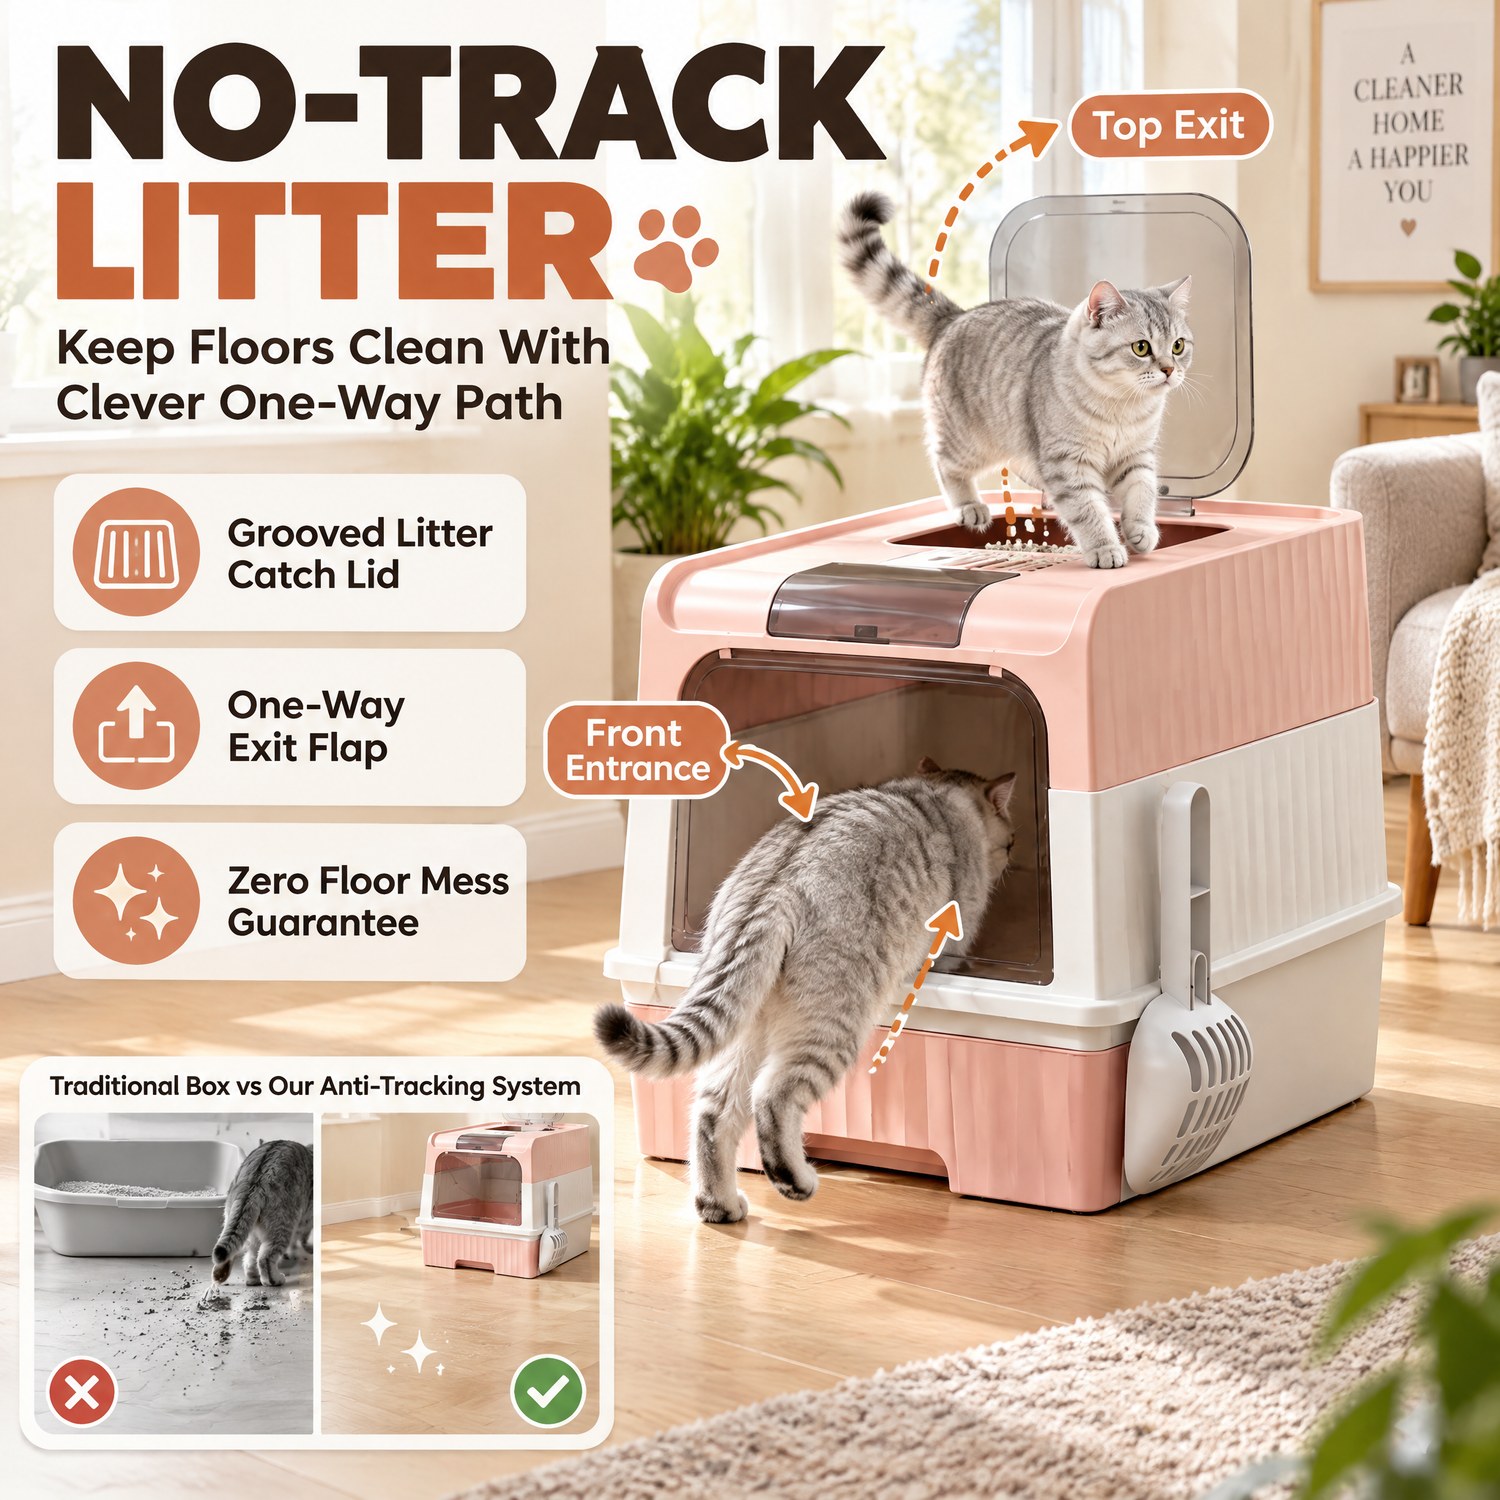 NO-TRACK
LITTER
Keep Floors Clean With
Clever One-Way Path
Grooved Litter
Catch Lid
One-Way
Exit Flap
Zero Floor Mess
Guarantee
Top Exit
A
CLEANER
HOME
A HAPPIER
YOU
Front
Entrance
Traditional Box vs Our Anti-Tracking System